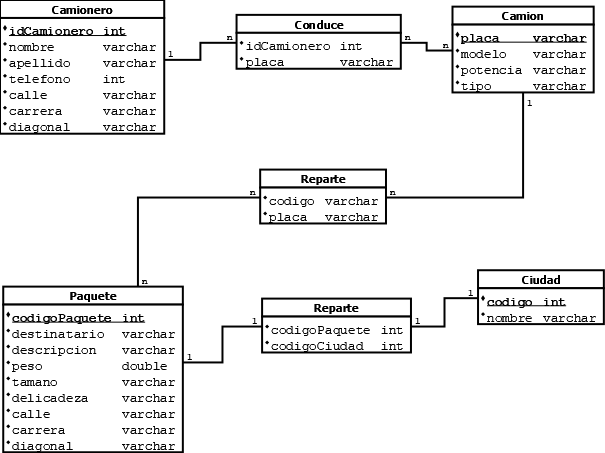 Camionero
idCamionero int
nombre varchar
apellido varchar
telefono int
calle varchar
carrera varchar
diagonal varchar
1
n
Conduce
idCamionero int
placa varchar
n
n
Camion
placa varchar
modelo varchar
potencia varchar
tipo varchar
1
Reparte
codigo varchar
placa varchar
n
n
n
Paquete
codigoPaquete int
destinatario varchar
descripcion varchar
peso double
tamano varchar
delicadeza varchar
calle varchar
carrera varchar
diagonal varchar
1
1
Reparte
codigoPaquete int
codigoCiudad int
1
1
Ciudad
codigo int
nombre varchar